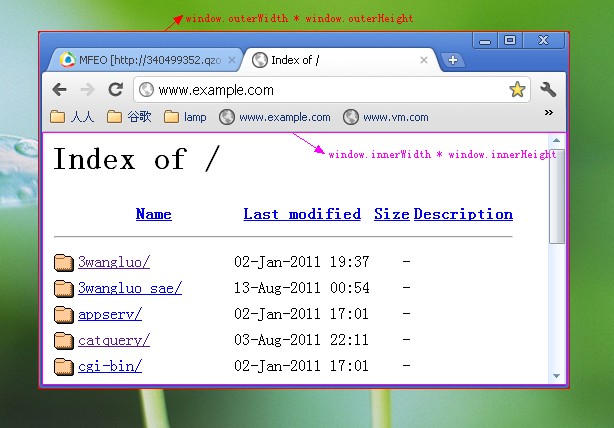 window.outerWidth * window.outerHeight
MFEO [http://340499352.qzo
Index of /
www.example.com
人人 谷歌 lamp www.example.com www.vm.com »
window.innerWidth * window.innerHeight
Index of /
Name Last modified Size Description
3wangluo/ 02-Jan-2011 19:37 -
3wangluo_sae/ 13-Aug-2011 00:54 -
appserv/ 02-Jan-2011 17:01 -
catquery/ 03-Aug-2011 22:11 -
cgi-bin/ 02-Jan-2011 17:01 -